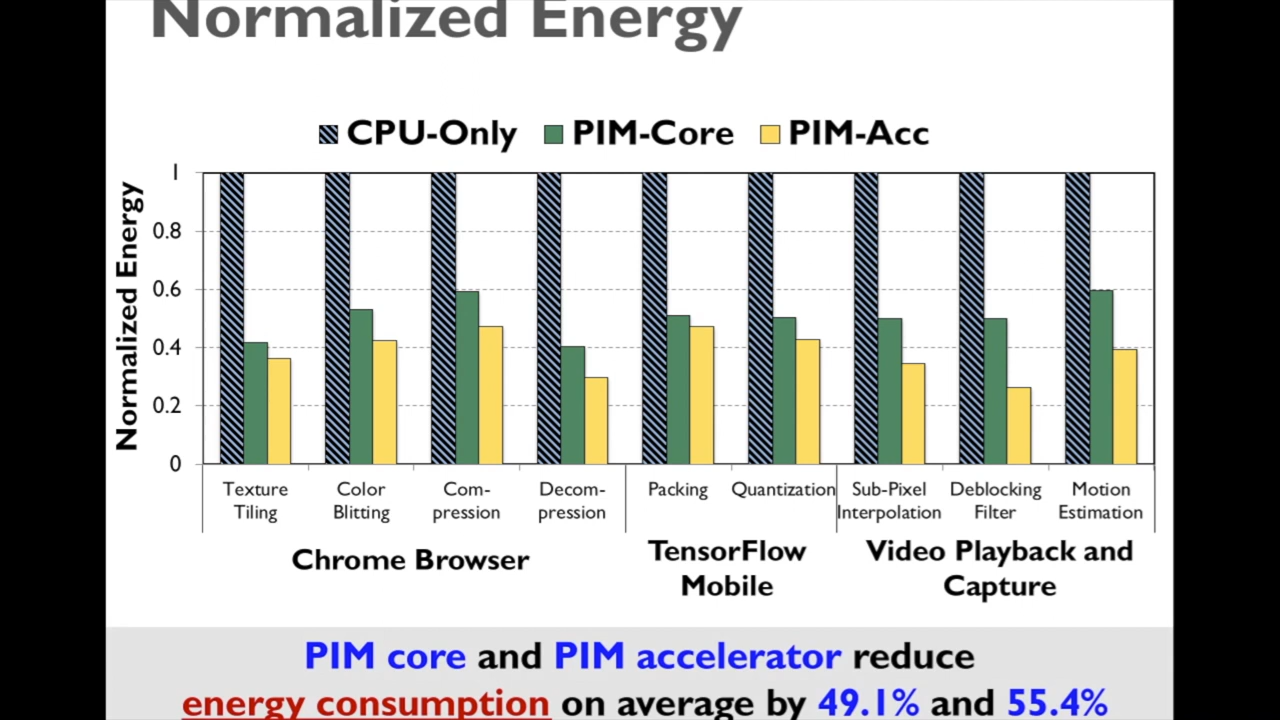 Normalized Energy
CPU-Only PIM-Core PIM-Acc
Normalized Energy
1
0.8
0.6
0.4
0.2
0
Texture Tiling
Color Blitting
Com-
pression
Decom-
pression
Packing
Quantization
Sub-Pixel
Interpolation
Deblocking
Filter
Motion
Estimation
Chrome Browser
TensorFlow
Mobile
Video Playback and
Capture
PIM core and PIM accelerator reduce
energy consumption on average by 49.1% and 55.4%